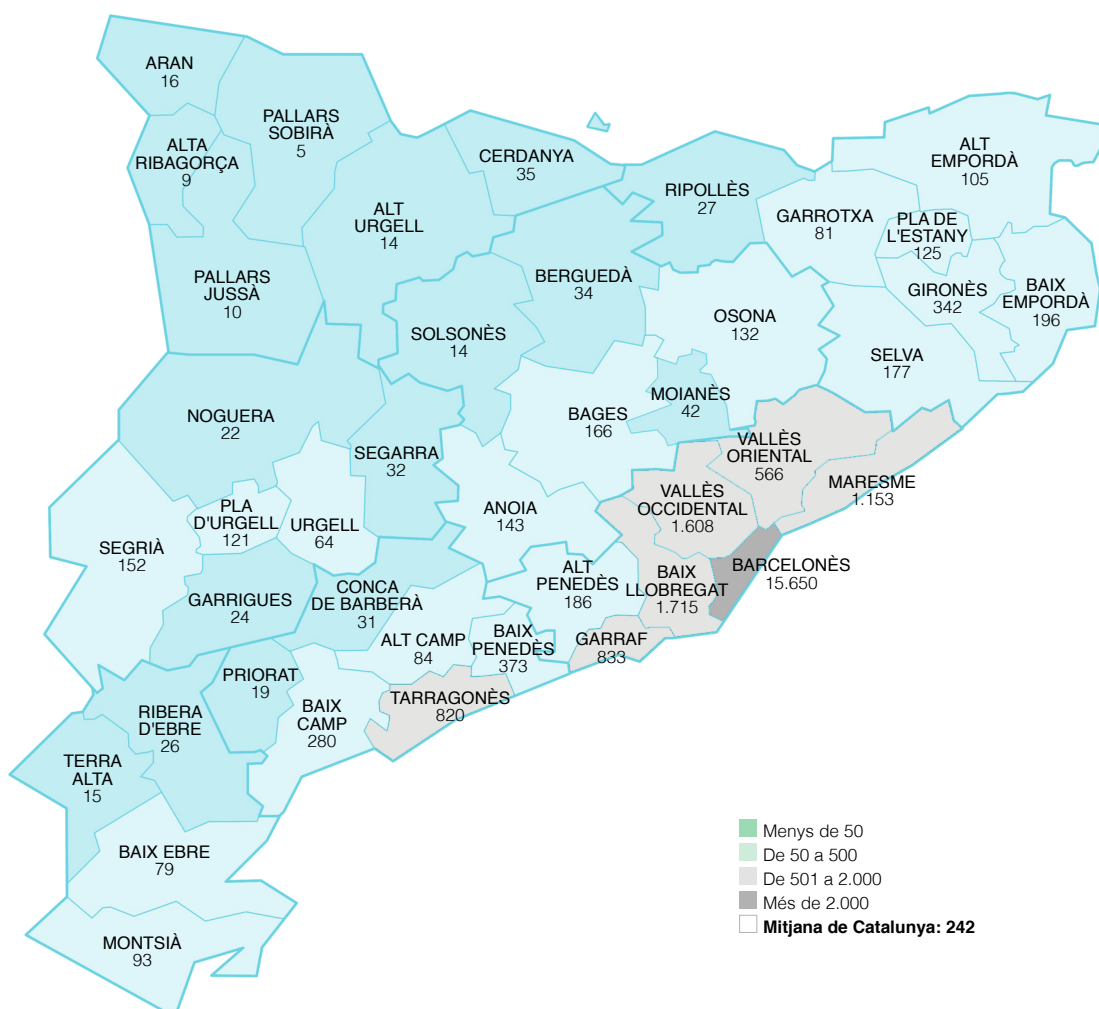 ARAN
16
PALLARS
SOBIRÀ
5
ALTA
RIBAGORÇA
9
CERDANYA
35
RIPOLLÈS
27
ALT
EMPORDÀ
105
GARROTXA
81
PLA DE
L'ESTANY
125
ALT
URGELL
14
PALLARS
JUSSÀ
10
BERGUEDÀ
34
GIRONÈS
342
BAIX
EMPORDÀ
196
SOLSONÈS
14
OSONA
132
SELVA
177
NOGUERA
22
BAGES
166
MOIANÈS
42
SEGARRA
32
VALLÈS
ORIENTAL
566
MARESME
1.153
VALLÈS
OCCIDENTAL
1.608
PLA
D'URGELL
121
URGELL
64
ANOIA
143
SEGRIÀ
152
BARCELONÈS
15.650
ALT
PENEDÈS
186
BAIX
LLOBREGAT
1.715
GARRIGUES
24
CONCA
DE BARBERÀ
31
ALT CAMP
84
BAIX
PENEDÈS
373
GARRAF
833
PRIORAT
19
TARRAGONÈS
820
BAIX
CAMP
280
RIBERA
D'EBRE
26
TERRA
ALTA
15
BAIX EBRE
79
MONTSIÀ
93
Menys de 50
De 50 a 500
De 501 a 2.000
Més de 2.000
Mitjana de Catalunya: 242